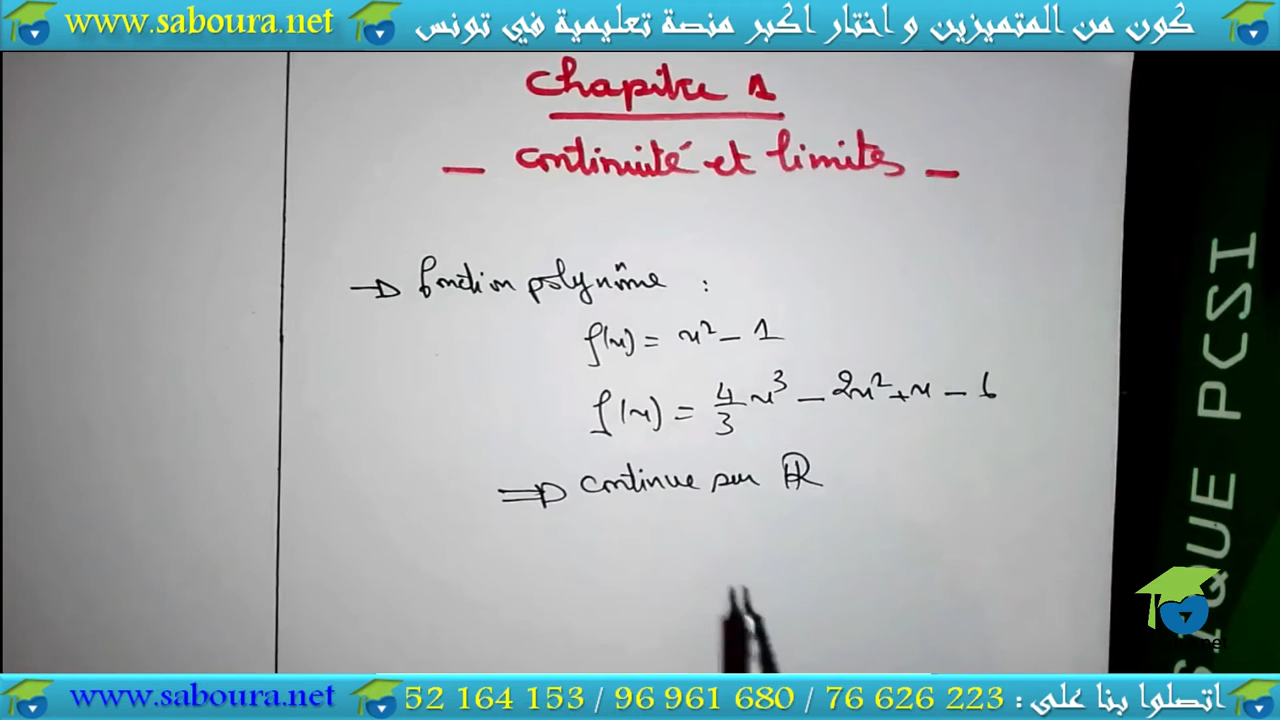 www.saboura.net كون من المتميزين و اختار اكبر منصة تعليمية في تونس
Chapitre 1
— Continuité et limites —
→ fonction polynôme :
f(x) = x² - 1
f(x) = 4/3 x³ - 2x² + x - 6
⇒ continue sur ℝ
SIQUE PCSI
www.saboura.net اتصلوا بنا على : 52 164 153 / 96 961 680 / 76 626 223